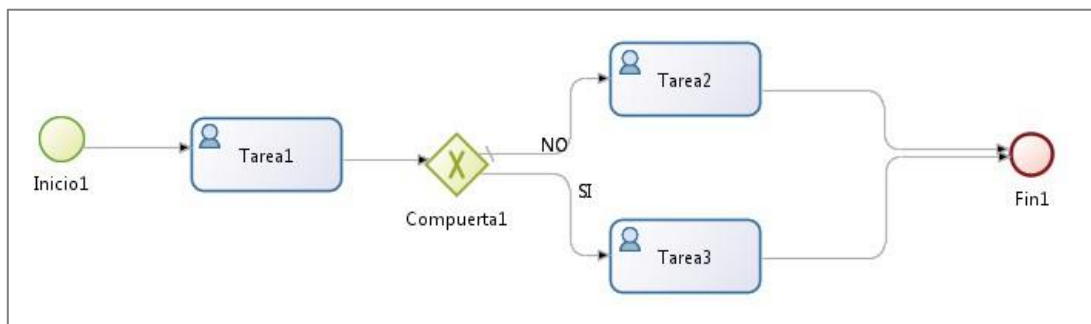 Inicio1
Tarea1
Compuerta1
NO
SI
Tarea2
Tarea3
Fin1